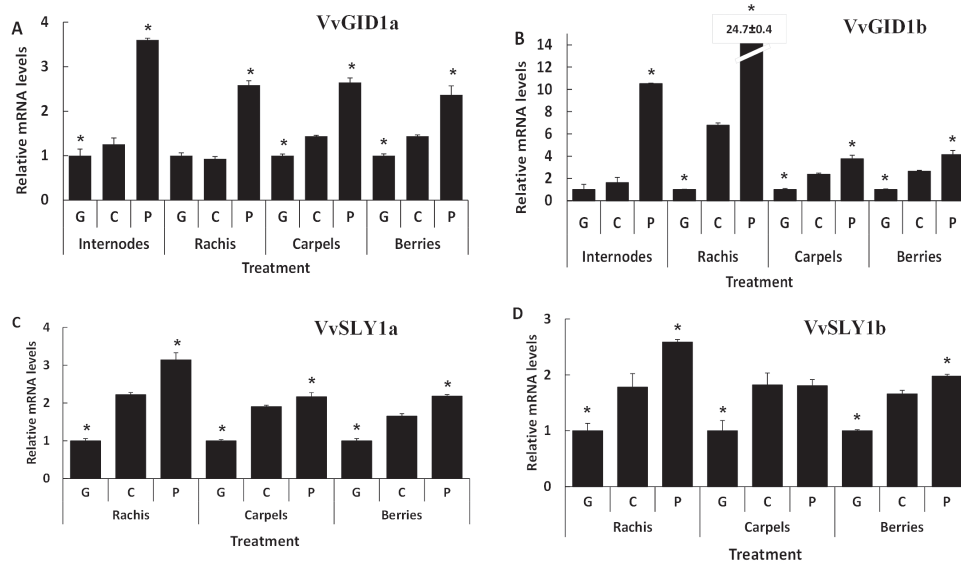 A
VvGID1a
Relative mRNA levels
4
3
2
1
0
* * * * * *
G C P G C P G C P G C P
Internodes Rachis Carpels Berries
Treatment
B
VvGID1b
Relative mRNA levels
14
12
10
8
6
4
2
0
*
24.7±0.4
* * * * * *
G C P G C P G C P G C P
Internodes Rachis Carpels Berries
Treatment
C
VvSLY1a
Relative mRNA levels
4
3
2
1
0
* * * * * *
G C P G C P G C P
Rachis Carpels Berries
Treatment
D
VvSLY1b
Relative mRNA levels
3
2
1
0
* * * * *
G C P G C P G C P
Rachis Carpels Berries
Treatment